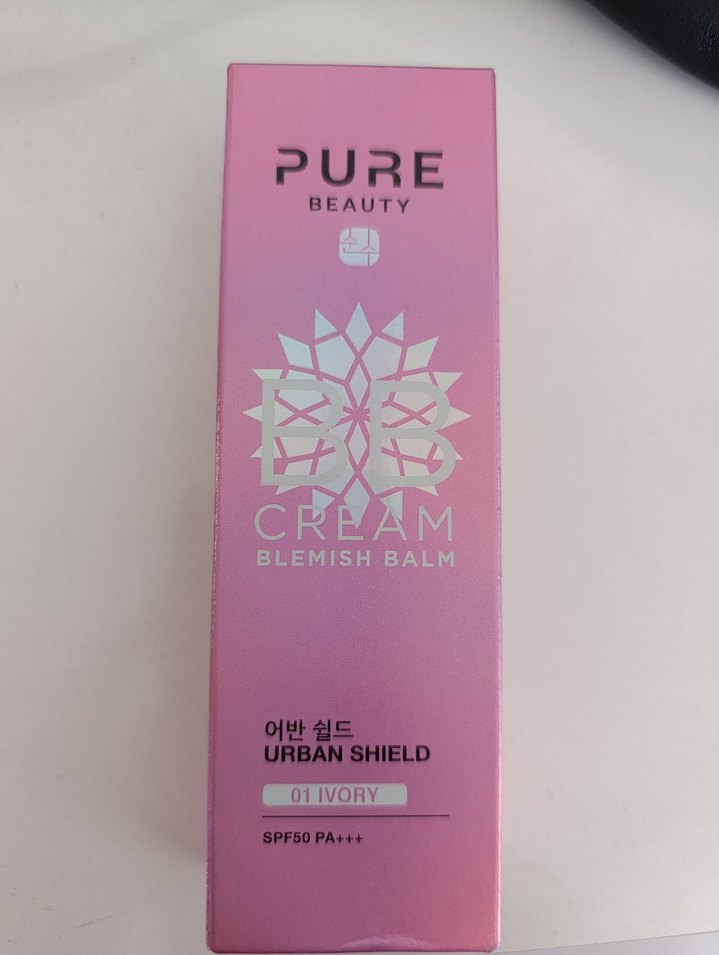 PURE
BEAUTY
순수
BB
CREAM
BLEMISH BALM
어반 쉴드
URBAN SHIELD
01 IVORY
SPF50 PA+++